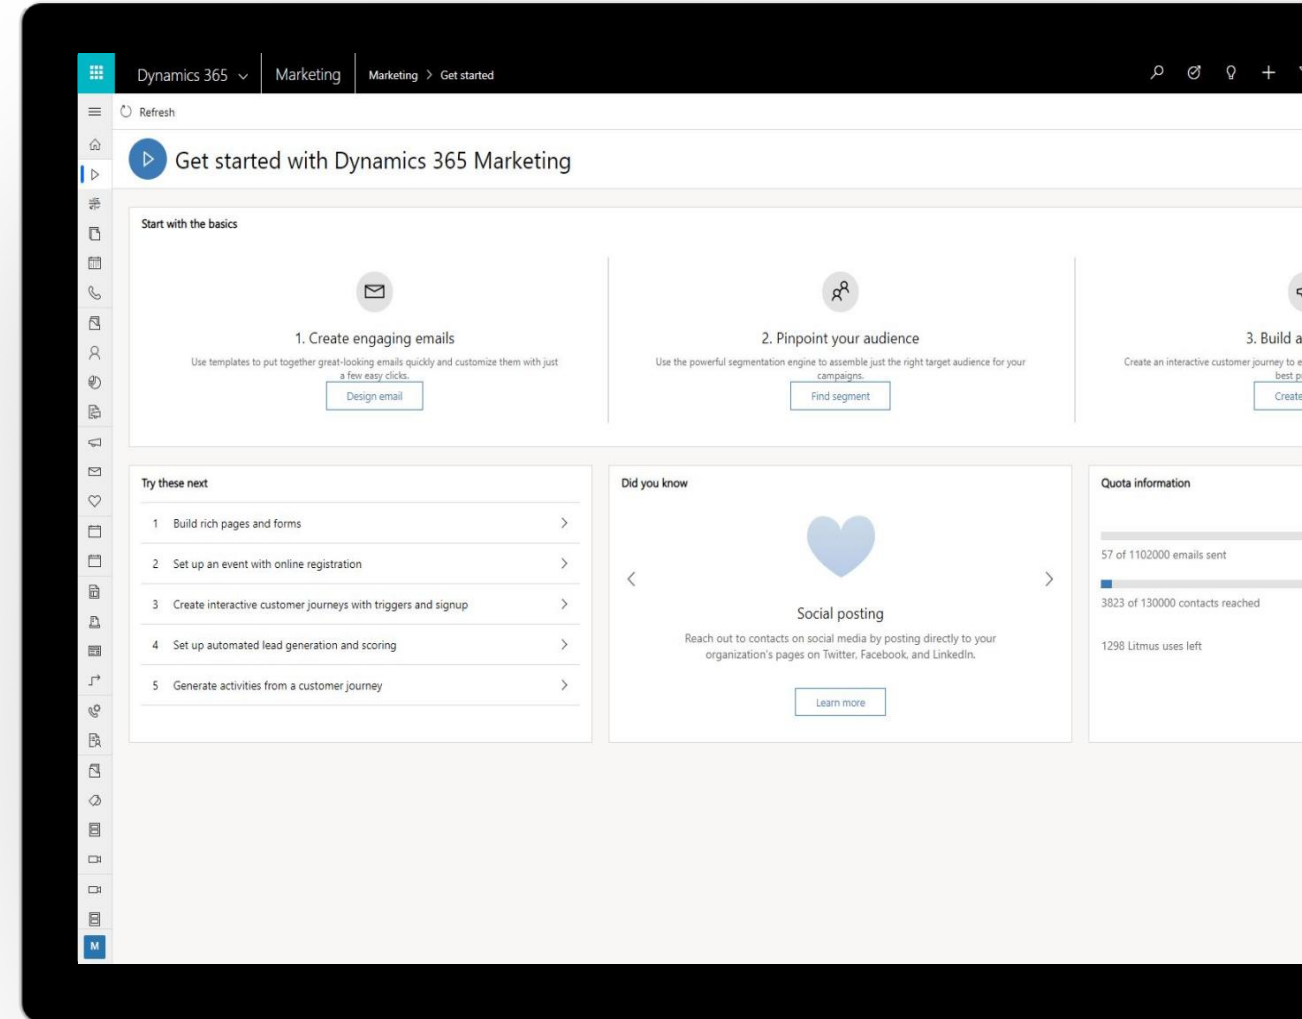 Dynamics 365
Marketing
Marketing > Get started
Refresh
Get started with Dynamics 365 Marketing
Start with the basics
1. Create engaging emails
Use templates to put together great-looking emails quickly and customize them with just
a few easy clicks.
Design email
2. Pinpoint your audience
Use the powerful segmentation engine to assemble just the right target audience for your
campaigns.
Find segment
3. Build a
Create an interactive customer journey to e
best p
Create
Try these next
1 Build rich pages and forms
2 Set up an event with online registration
3 Create interactive customer journeys with triggers and signup
4 Set up automated lead generation and scoring
5 Generate activities from a customer journey
Did you know
Social posting
Reach out to contacts on social media by posting directly to your
organization's pages on Twitter, Facebook, and LinkedIn.
Learn more
Quota information
57 of 1102000 emails sent
3823 of 130000 contacts reached
1298 Litmus uses left
M